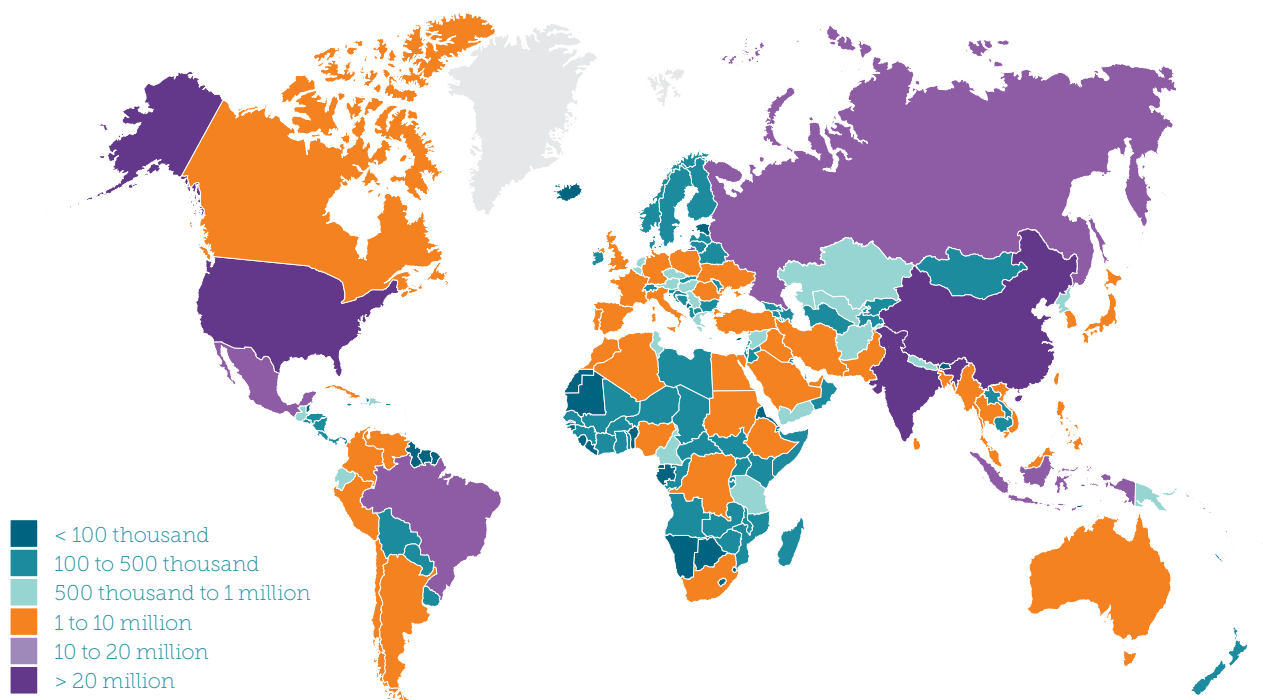 < 100 thousand
100 to 500 thousand
500 thousand to 1 million
1 to 10 million
10 to 20 million
> 20 million